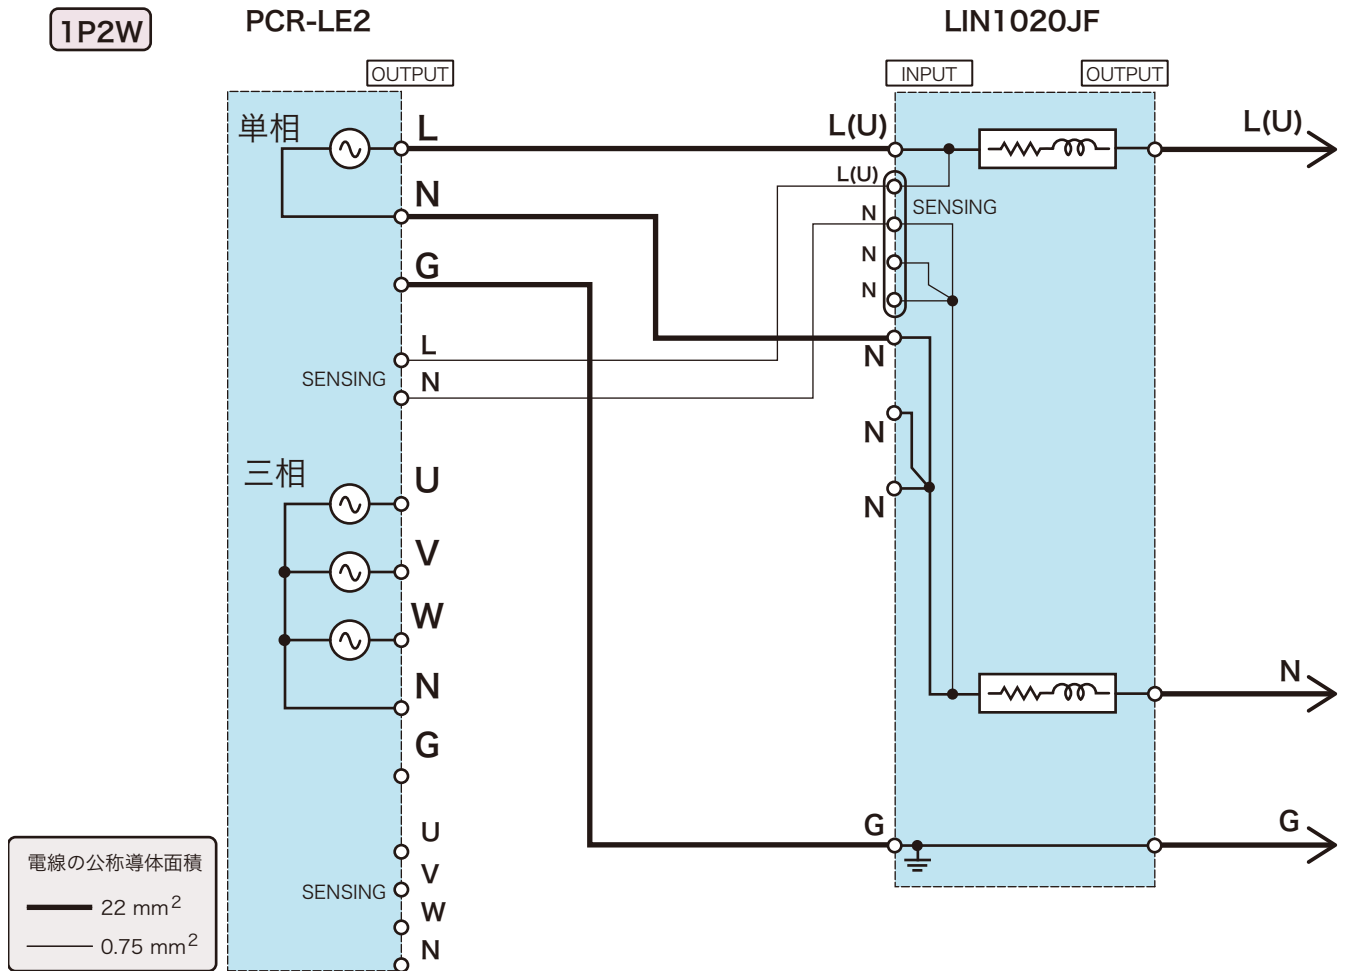 1P2W
PCR-LE2
LIN1020JF
OUTPUT
INPUT
OUTPUT
単相
L
N
G
SENSING
L
N
三相
U
V
W
N
G
SENSING
U
V
W
N
L(U)
L(U)
N
N
N
SENSING
N
N
N
G
L(U)
N
G
電線の公称導体面積
22 mm²
0.75 mm²